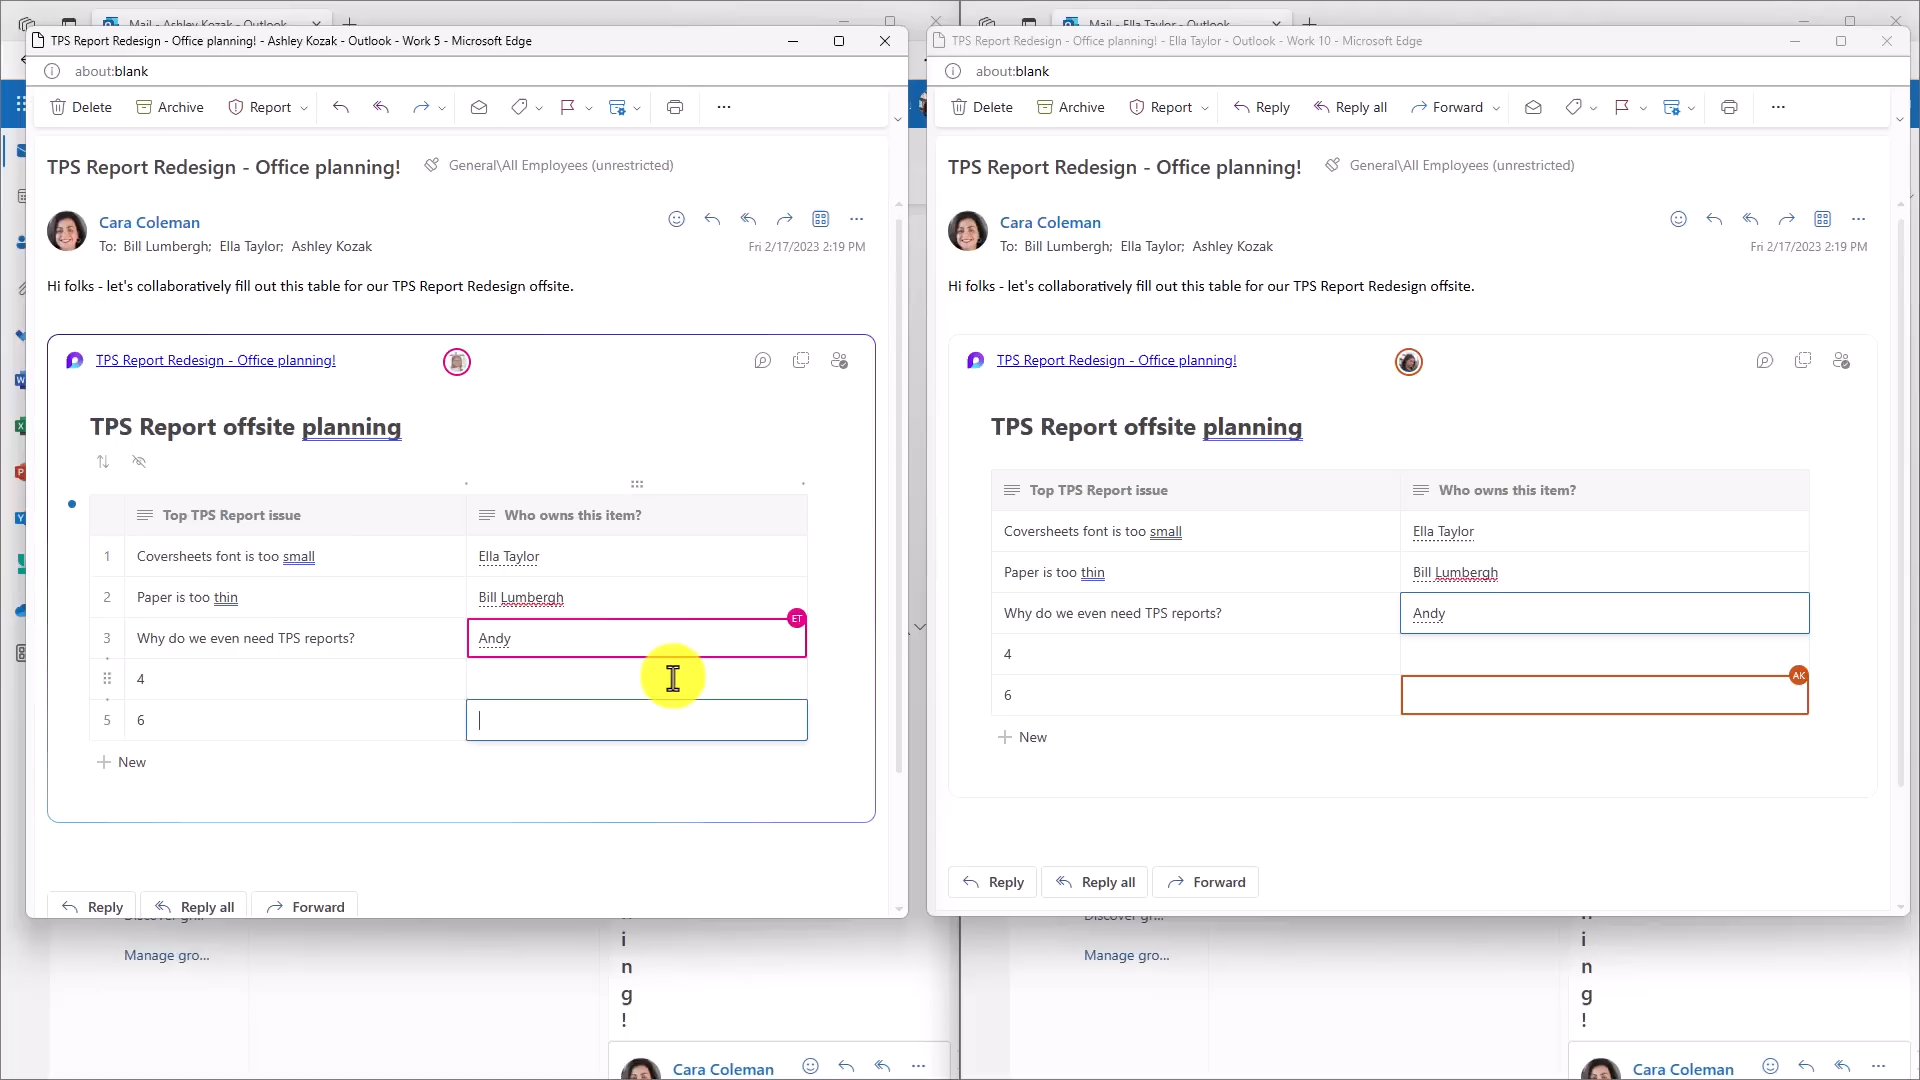 Mail - Ashley Kozak - Outlook
TPS Report Redesign - Office planning! - Ashley Kozak - Outlook - Work 5 - Microsoft Edge
about:blank
Delete Archive Report
TPS Report Redesign - Office planning! General\All Employees (unrestricted)
Cara Coleman
To: Bill Lumbergh; Ella Taylor; Ashley Kozak
Fri 2/17/2023 2:19 PM
Hi folks - let's collaboratively fill out this table for our TPS Report Redesign offsite.
TPS Report Redesign - Office planning!
TPS Report offsite planning
Top TPS Report issue Who owns this item?
1 Coversheets font is too small Ella Taylor
2 Paper is too thin Bill Lumbergh
ET
3 Why do we even need TPS reports? Andy
4
5 6
New
Reply Reply all Forward
Manage gro...
i
n
g
!
Cara Coleman
Mail - Ella Taylor - Outlook
TPS Report Redesign - Office planning! - Ella Taylor - Outlook - Work 10 - Microsoft Edge
about:blank
Delete Archive Report Reply Reply all Forward
TPS Report Redesign - Office planning! General\All Employees (unrestricted)
Cara Coleman
To: Bill Lumbergh; Ella Taylor; Ashley Kozak
Fri 2/17/2023 2:19 PM
Hi folks - let's collaboratively fill out this table for our TPS Report Redesign offsite.
TPS Report Redesign - Office planning!
TPS Report offsite planning
Top TPS Report issue Who owns this item?
Coversheets font is too small Ella Taylor
Paper is too thin Bill Lumbergh
Why do we even need TPS reports? Andy
4
AK
6
New
Reply Reply all Forward
Manage gro...
i
n
g
!
Cara Coleman